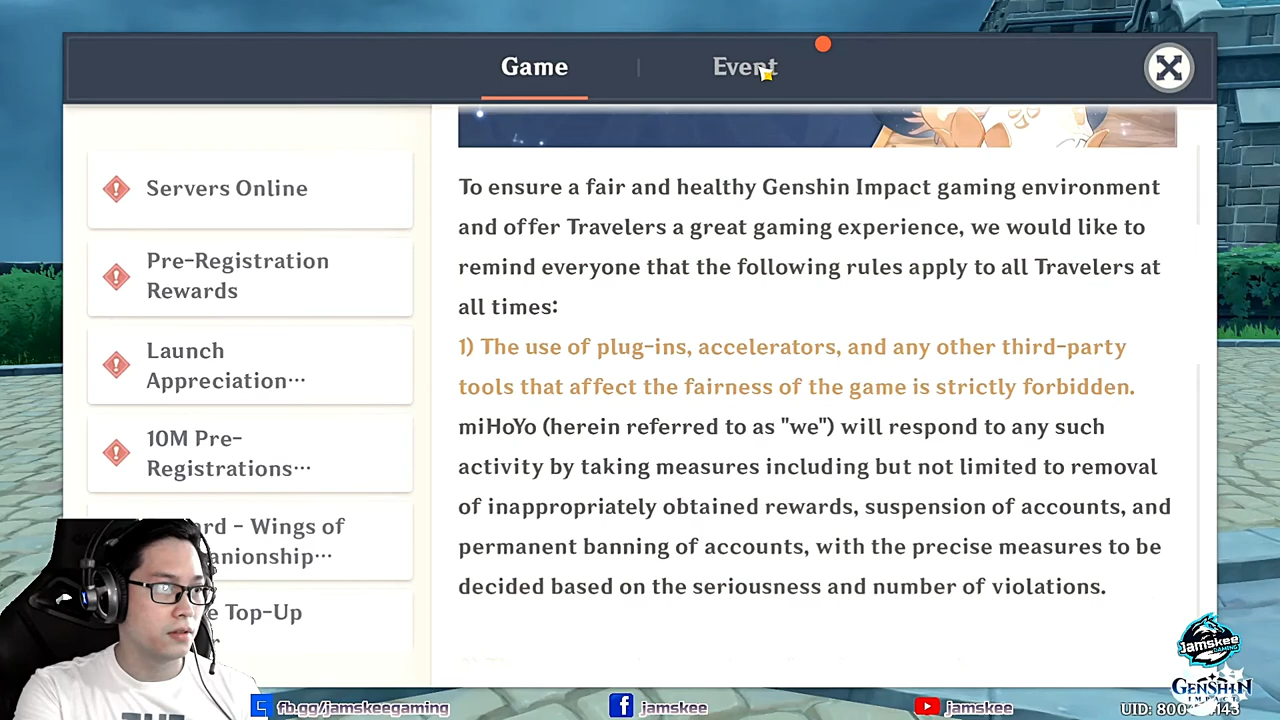 Game
Event
Servers Online
Pre-Registration
Rewards
Launch
Appreciation...
10M Pre-
Registrations...
Wings of
Top-Up
To ensure a fair and healthy Genshin Impact gaming environment
and offer Travelers a great gaming experience, we would like to
remind everyone that the following rules apply to all Travelers at
all times:
1) The use of plug-ins, accelerators, and any other third-party
tools that affect the fairness of the game is strictly forbidden.
miHoYo (herein referred to as "we") will respond to any such
activity by taking measures including but not limited to removal
of inappropriately obtained rewards, suspension of accounts, and
permanent banning of accounts, with the precise measures to be
decided based on the seriousness and number of violations.
Jamskee
GAMING
GENSHIN
IMPACT
fb.gg/jamskeegaming
jamskee
jamskee
UID: